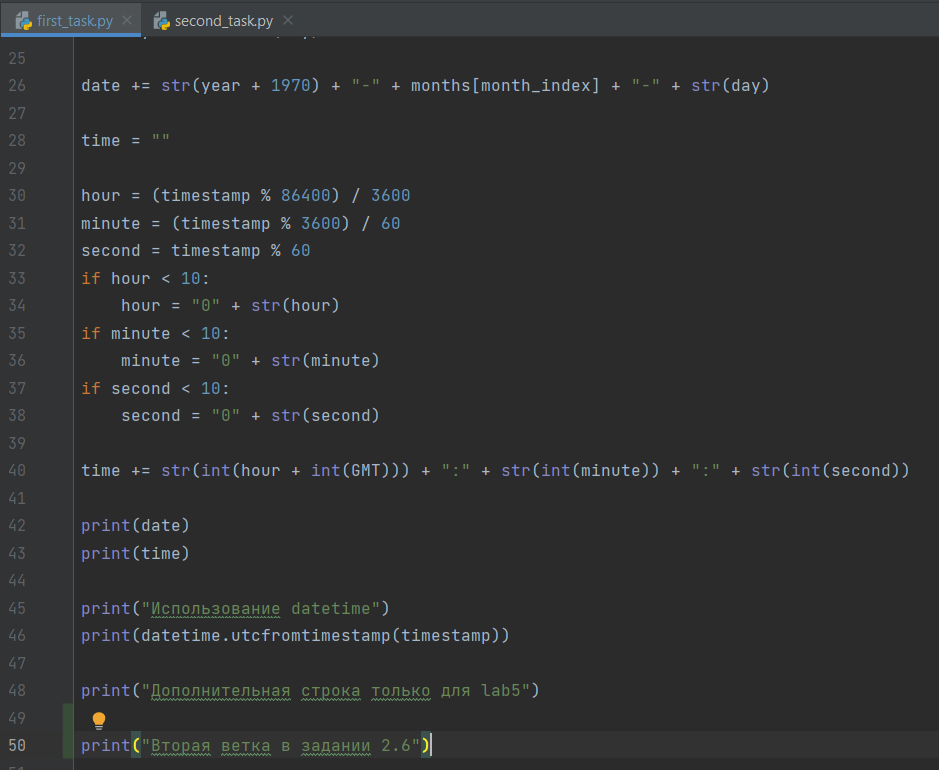 first_task.py second_task.py
25
26 date += str(year + 1970) + "-" + months[month_index] + "-" + str(day)
27
28 time = ""
29
30 hour = (timestamp % 86400) / 3600
31 minute = (timestamp % 3600) / 60
32 second = timestamp % 60
33 if hour < 10:
34     hour = "0" + str(hour)
35 if minute < 10:
36     minute = "0" + str(minute)
37 if second < 10:
38     second = "0" + str(second)
39
40 time += str(int(hour + int(GMT))) + ":" + str(int(minute)) + ":" + str(int(second))
41
42 print(date)
43 print(time)
44
45 print("Использование datetime")
46 print(datetime.utcfromtimestamp(timestamp))
47
48 print("Дополнительная строка только для lab5")
49
50 print("Вторая ветка в задании 2.6")